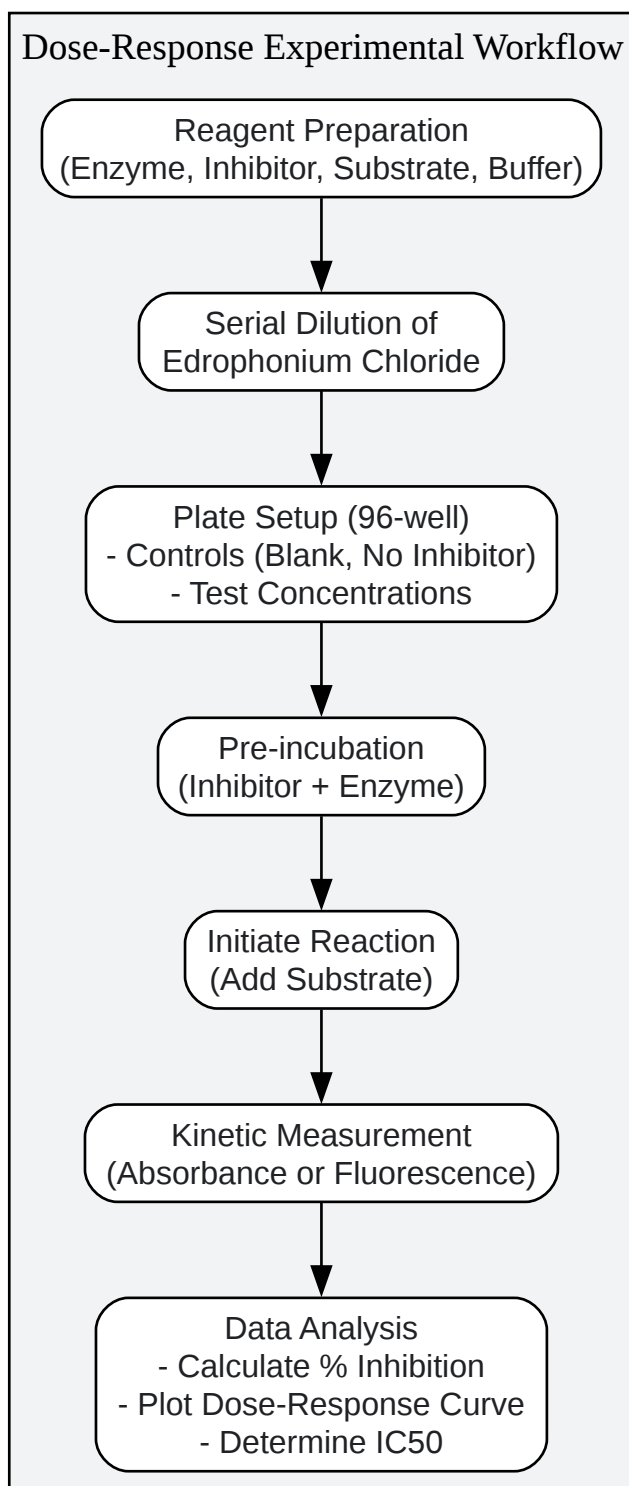 Dose-Response Experimental Workflow
Reagent Preparation
(Enzyme, Inhibitor, Substrate, Buffer)
Serial Dilution of
Edrophonium Chloride
Plate Setup (96-well)
- Controls (Blank, No Inhibitor)
- Test Concentrations
Pre-incubation
(Inhibitor + Enzyme)
Initiate Reaction
(Add Substrate)
Kinetic Measurement
(Absorbance or Fluorescence)
Data Analysis
- Calculate % Inhibition
- Plot Dose-Response Curve
- Determine IC50